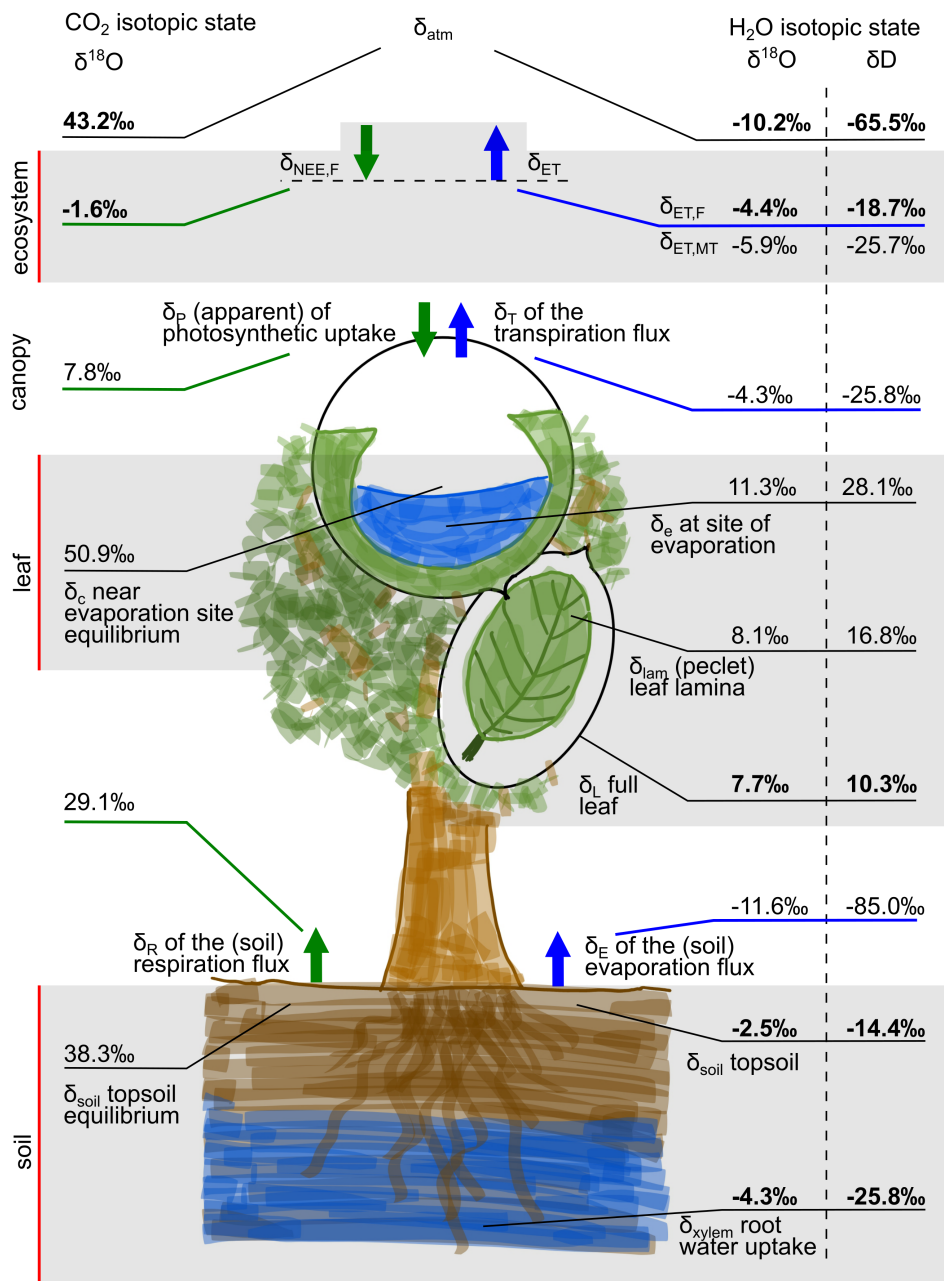 CO₂ isotopic state
δ¹⁸O
δatm
H₂O isotopic state
δ¹⁸O δD
43.2‰
-10.2‰ -65.5‰
ecosystem
δNEE,F
δET
-1.6‰
δET,F -4.4‰ -18.7‰
δET,MT -5.9‰ -25.7‰
canopy
δP (apparent) of
photosynthetic uptake
δT of the
transpiration flux
7.8‰
-4.3‰ -25.8‰
leaf
11.3‰ 28.1‰
δe at site of
evaporation
50.9‰
δc near
evaporation site
equilibrium
8.1‰ 16.8‰
δlam (peclet)
leaf lamina
δL full
leaf
7.7‰ 10.3‰
29.1‰
-11.6‰ -85.0‰
δR of the (soil)
respiration flux
δE of the (soil)
evaporation flux
soil
-2.5‰ -14.4‰
δsoil topsoil
38.3‰
δsoil topsoil
equilibrium
-4.3‰ -25.8‰
δxylem root
water uptake